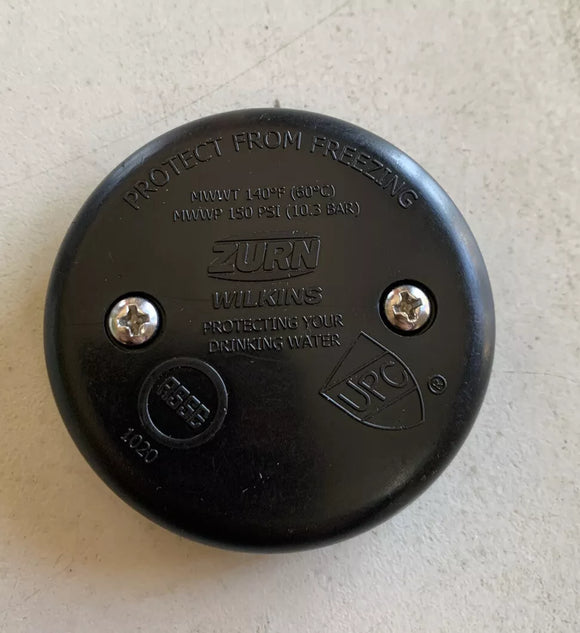 PROTECT FROM FREEZING
MWWT 140°F (60°C)
MWWP 150 PSI (10.3 BAR)
ZURN
WILKINS
PROTECTING YOUR
DRINKING WATER
ASSE
1020
UPC ®